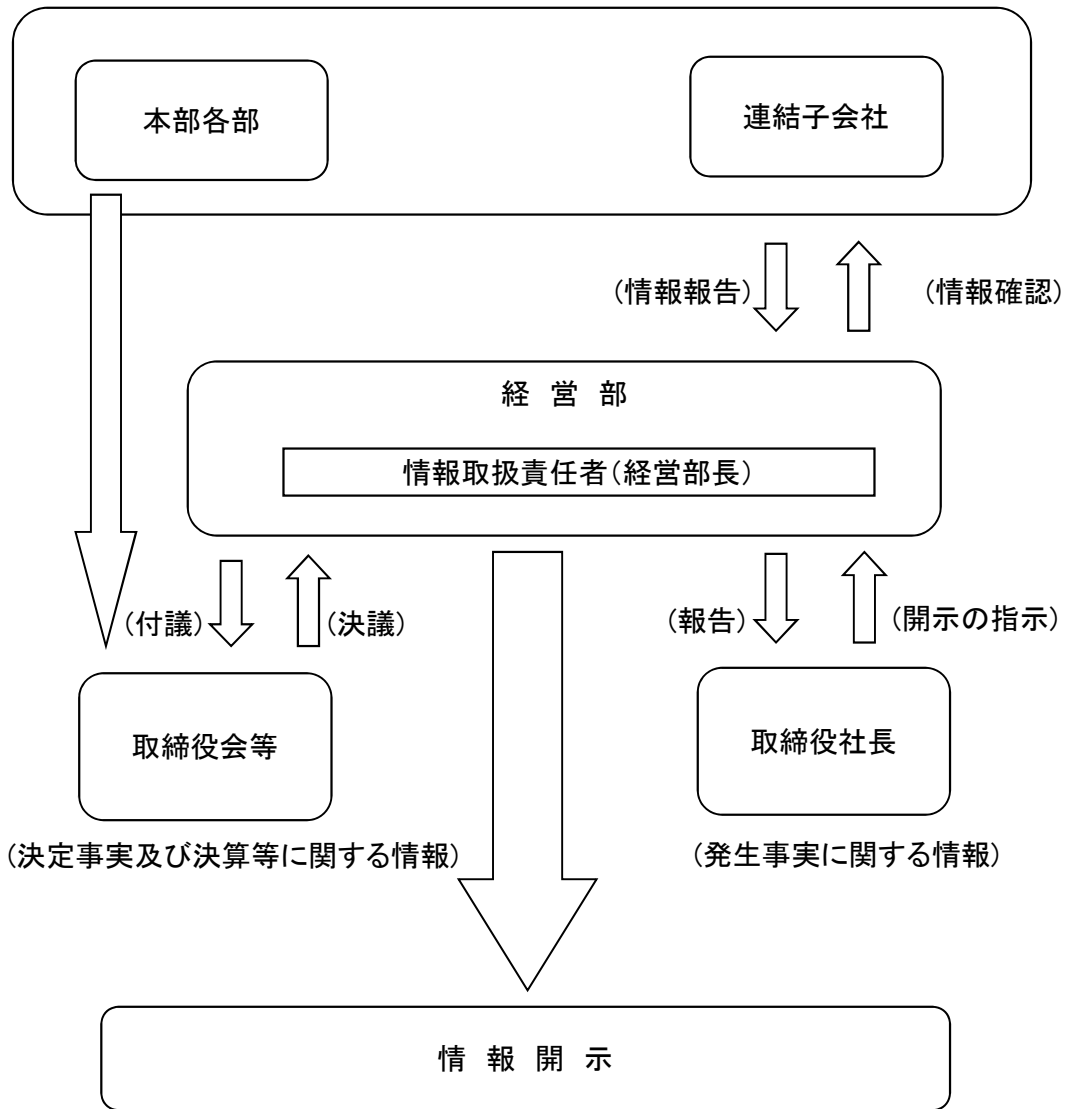 本部各部
連結子会社
(情報報告)
(情報確認)
経 営 部
情報取扱責任者(経営部長)
(付議)
(決議)
(報告)
(開示の指示)
取締役会等
取締役社長
(決定事実及び決算等に関する情報)
(発生事実に関する情報)
情 報 開 示